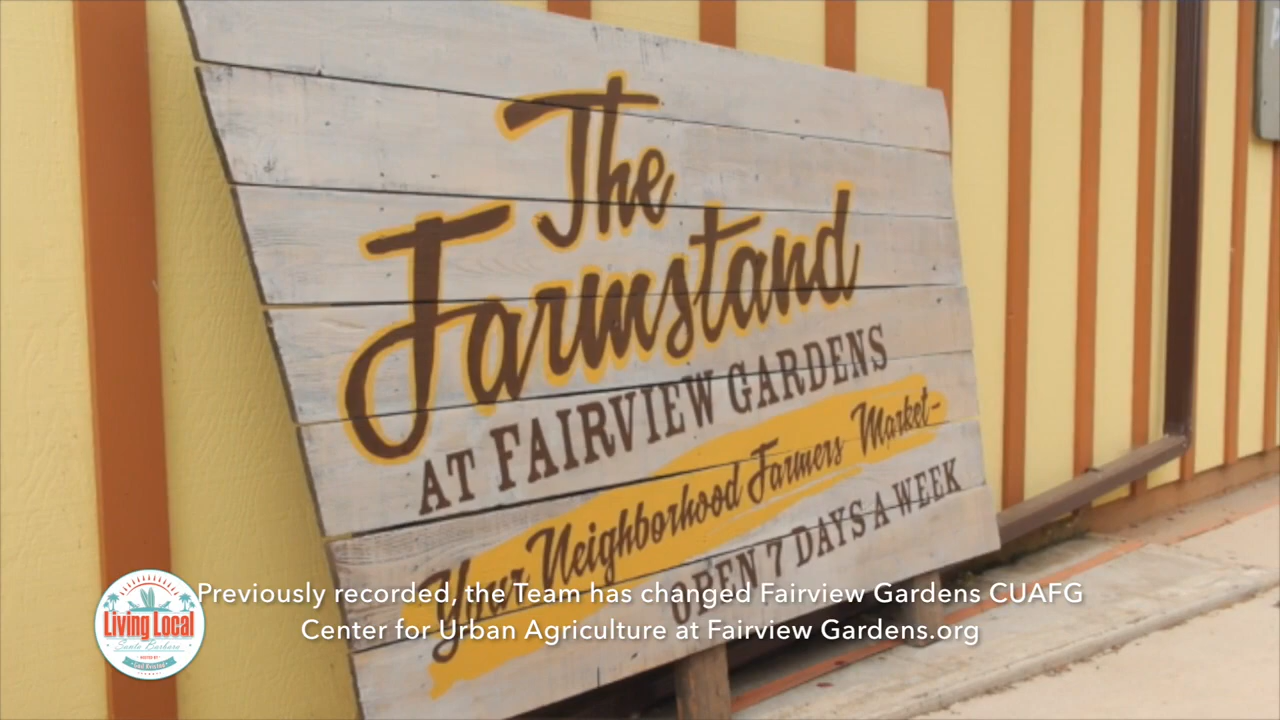 The
Farmstand
AT FAIRVIEW GARDENS
Your Neighborhood Farmers Market-
OPEN 7 DAYS A WEEK
Previously recorded, the Team has changed Fairview Gardens CUAFG
Center for Urban Agriculture at Fairview Gardens.org
Living Local
Santa Barbara